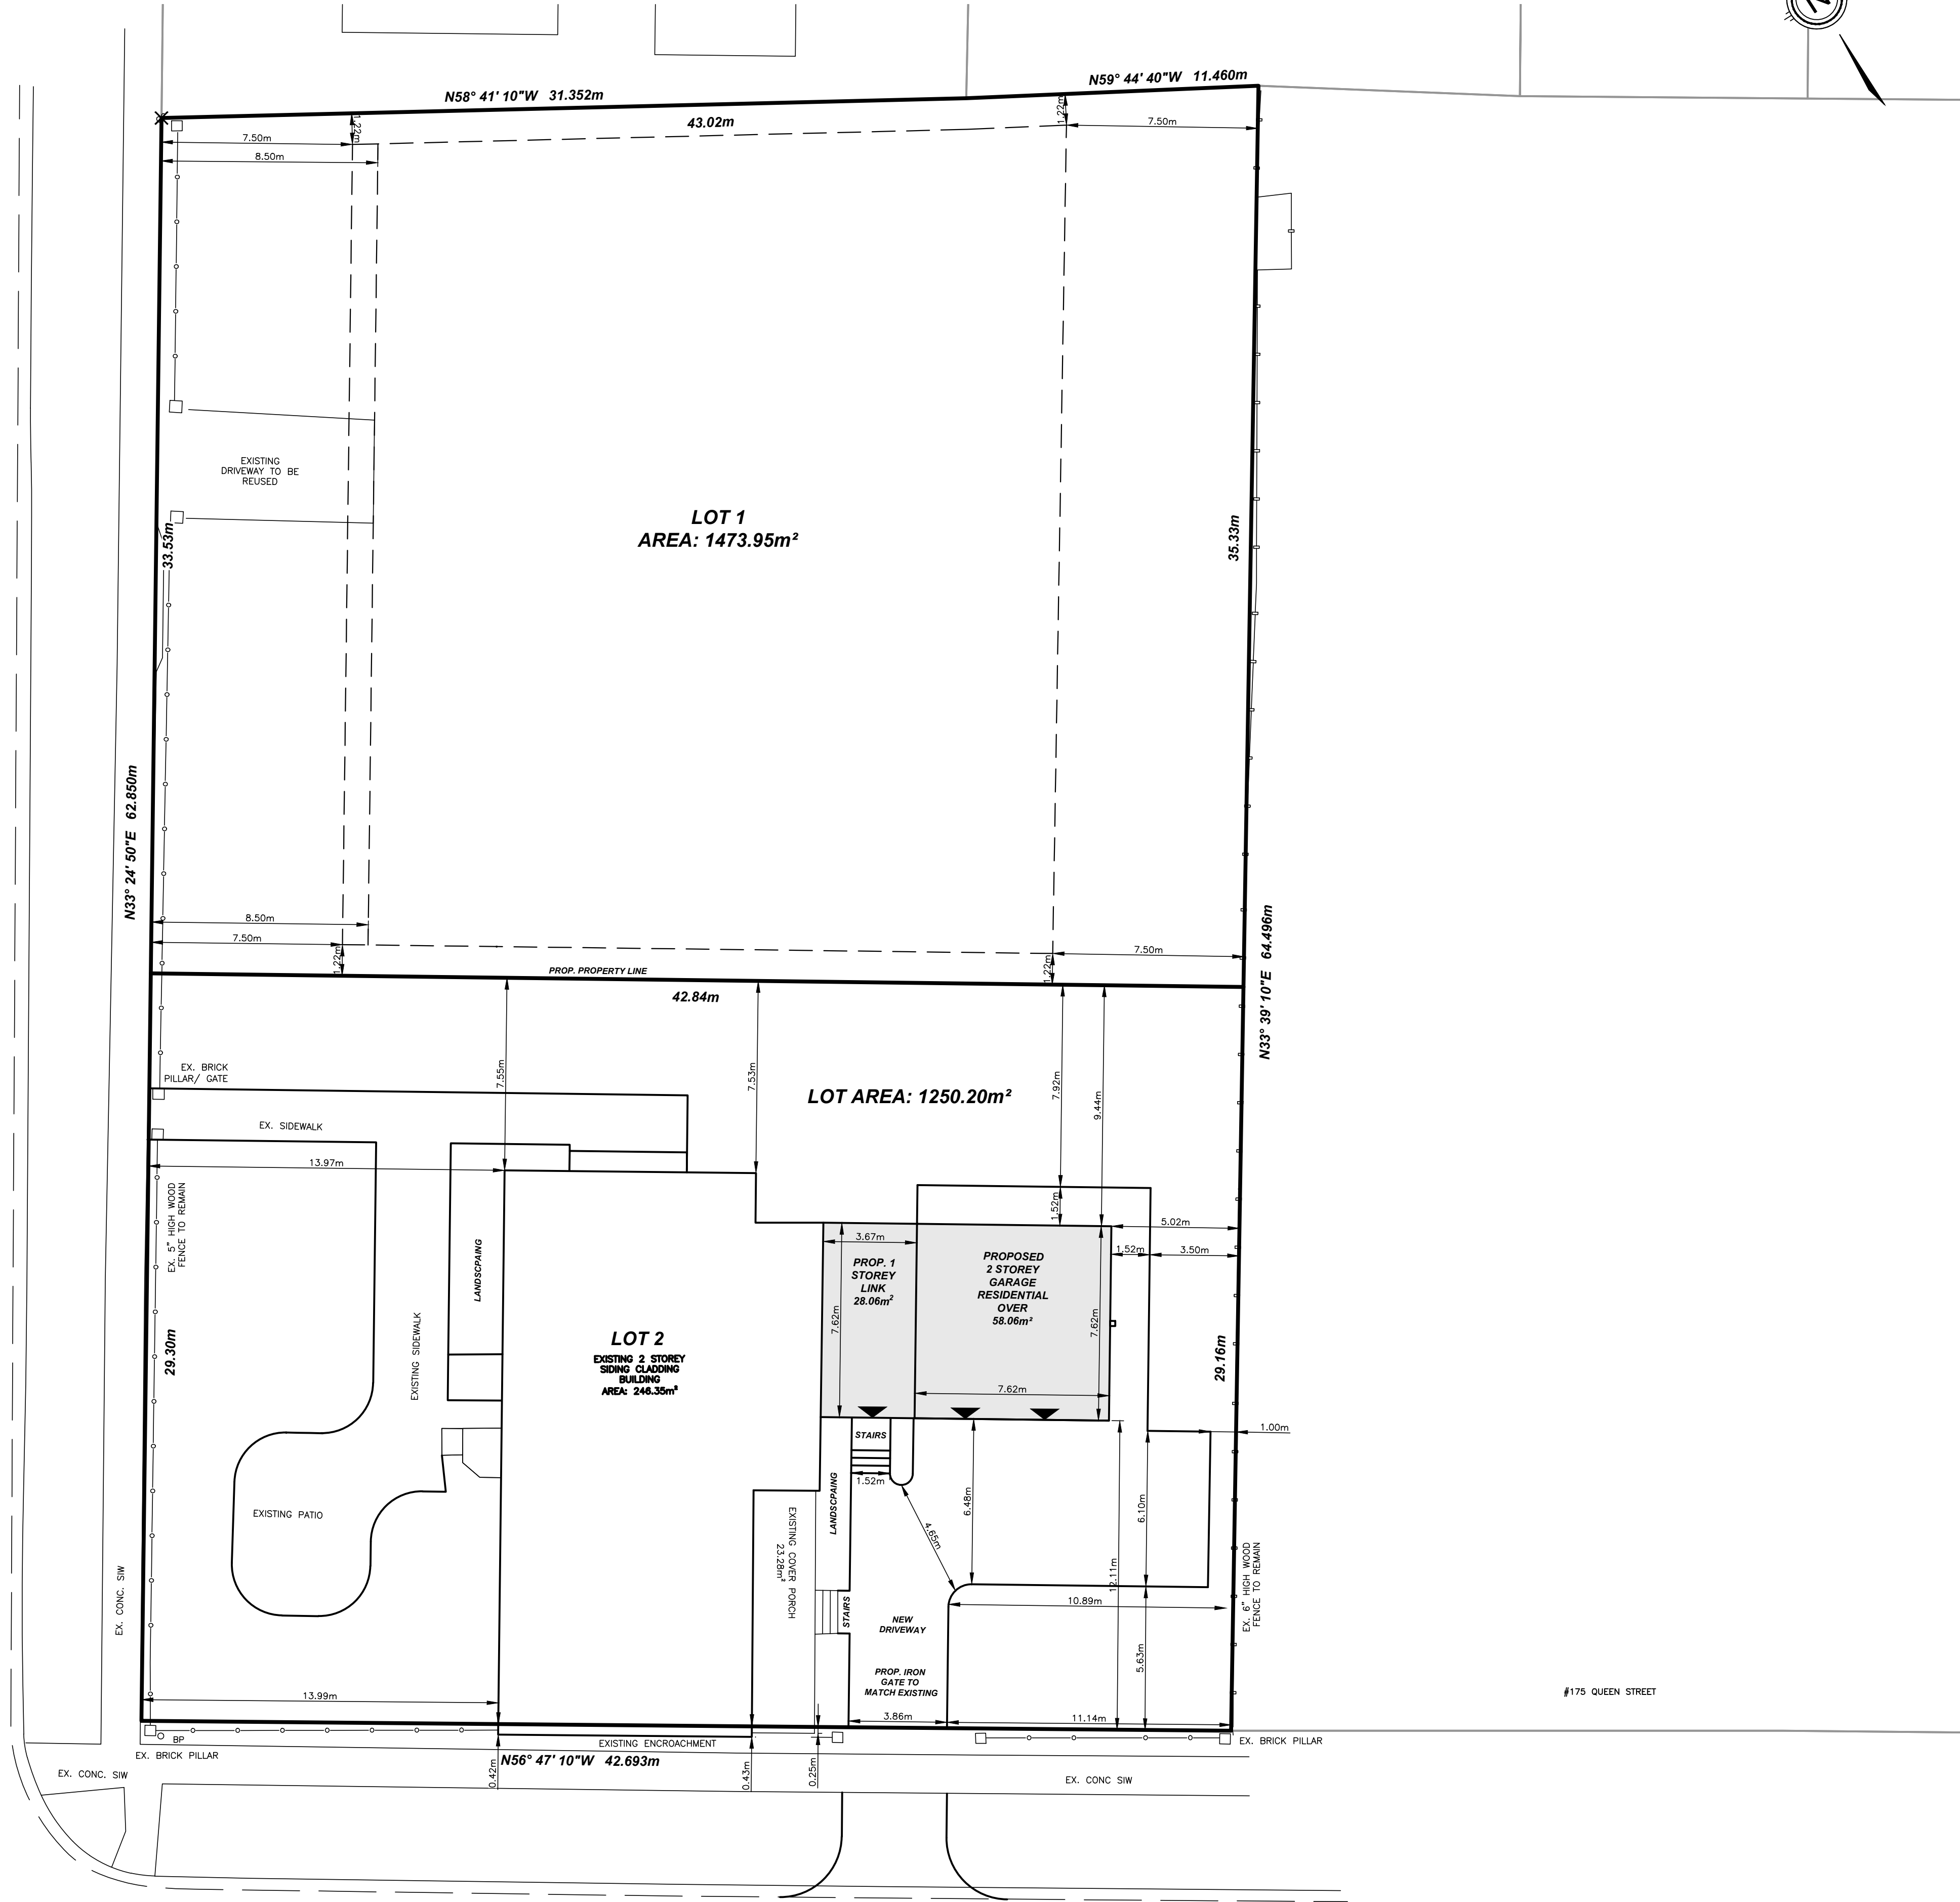 N
N59° 44' 40"W 11.460m
N58° 41' 10"W 31.352m
43.02m
1.22m
1.22m
7.50m
7.50m
8.50m
EXISTING
DRIVEWAY TO BE
REUSED
33.53m
LOT 1
AREA: 1473.95m²
35.33m
N33° 24' 50"E 62.850m
N33° 39' 10"E 64.496m
8.50m
7.50m
1.22m
7.50m
1.22m
PROP. PROPERTY LINE
42.84m
EX. BRICK
PILLAR/ GATE
7.55m
7.53m
7.92m
9.44m
LOT AREA: 1250.20m²
EX. SIDEWALK
13.97m
EX. 5" HIGH WOOD
FENCE TO REMAIN
LANDSCPAING
1.52m
5.02m
3.67m
1.52m
3.50m
PROP. 1
STOREY
LINK
28.06m²
PROPOSED
2 STOREY
GARAGE
RESIDENTIAL
OVER
58.06m²
7.62m
7.62m
7.62m
29.30m
EXISTING SIDEWALK
LOT 2
EXISTING 2 STOREY
SIDING CLADDING
BUILDING
AREA: 246.35m²
29.16m
1.00m
STAIRS
1.52m
LANDSCPAING
EXISTING PATIO
EXISTING COVER PORCH
23.28m²
4.65m
6.48m
6.10m
12.11m
EX. CONC. SIW
EX. 6" HIGH WOOD
FENCE TO REMAIN
STAIRS
10.89m
NEW
DRIVEWAY
5.63m
PROP. IRON
GATE TO
MATCH EXISTING
#175 QUEEN STREET
13.99m
3.86m
11.14m
BP
EX. BRICK PILLAR
EXISTING ENCROACHMENT
EX. BRICK PILLAR
N56° 47' 10"W 42.693m
0.42m
0.43m
0.25m
EX. CONC. SIW
EX. CONC SIW